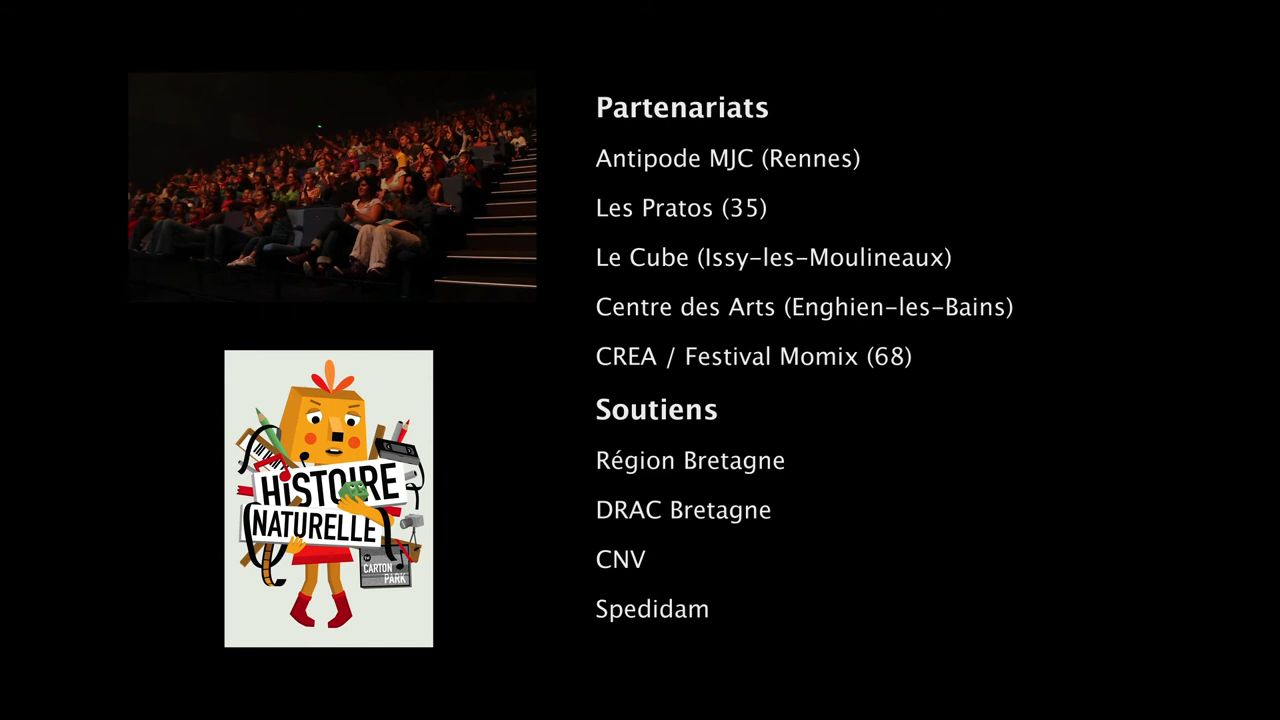 Partenariats
Antipode MJC (Rennes)
Les Pratos (35)
Le Cube (Issy-les-Moulineaux)
Centre des Arts (Enghien-les-Bains)
CREA / Festival Momix (68)
Soutiens
Région Bretagne
DRAC Bretagne
CNV
Spedidam
HiSTOIRE
NATURELLE
CARTON
PARK